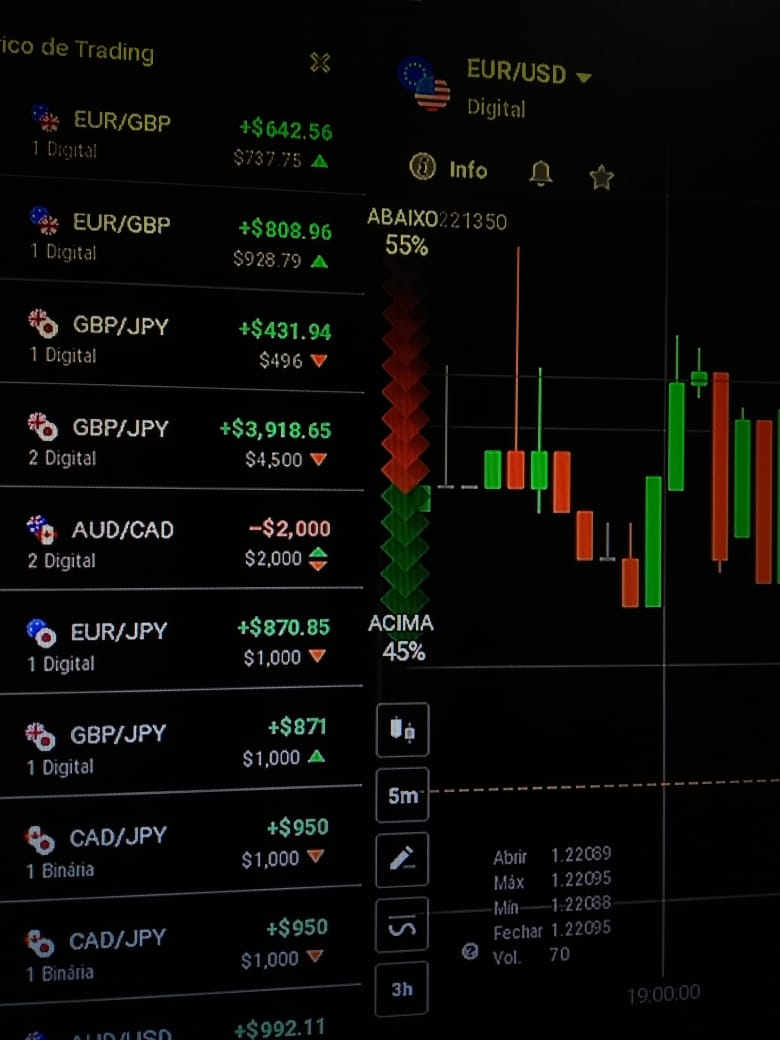 rico de Trading
EUR/GBP
+$642.56
1 Digital
$737.75
EUR/GBP
+$808.96
1 Digital
$928.79
GBP/JPY
+$431.94
1 Digital
$496
GBP/JPY
+$3,918.65
2 Digital
$4,500
AUD/CAD
-$2,000
2 Digital
$2,000
EUR/JPY
+$870.85
1 Digital
$1,000
GBP/JPY
+$871
1 Digital
$1,000
CAD/JPY
+$950
1 Binária
$1,000
CAD/JPY
+$950
1 Binária
$1,000
AUD/USD
+$992.11
EUR/USD
Digital
Info
ABAIXO221350
55%
ACIMA
45%
5m
3h
Abrir 1.22089
Máx 1.22095
Mín 1.22088
Fechar 1.22095
Vol. 70
19:00:00